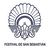 FESTIVAL DE SAN SEBASTIÁN